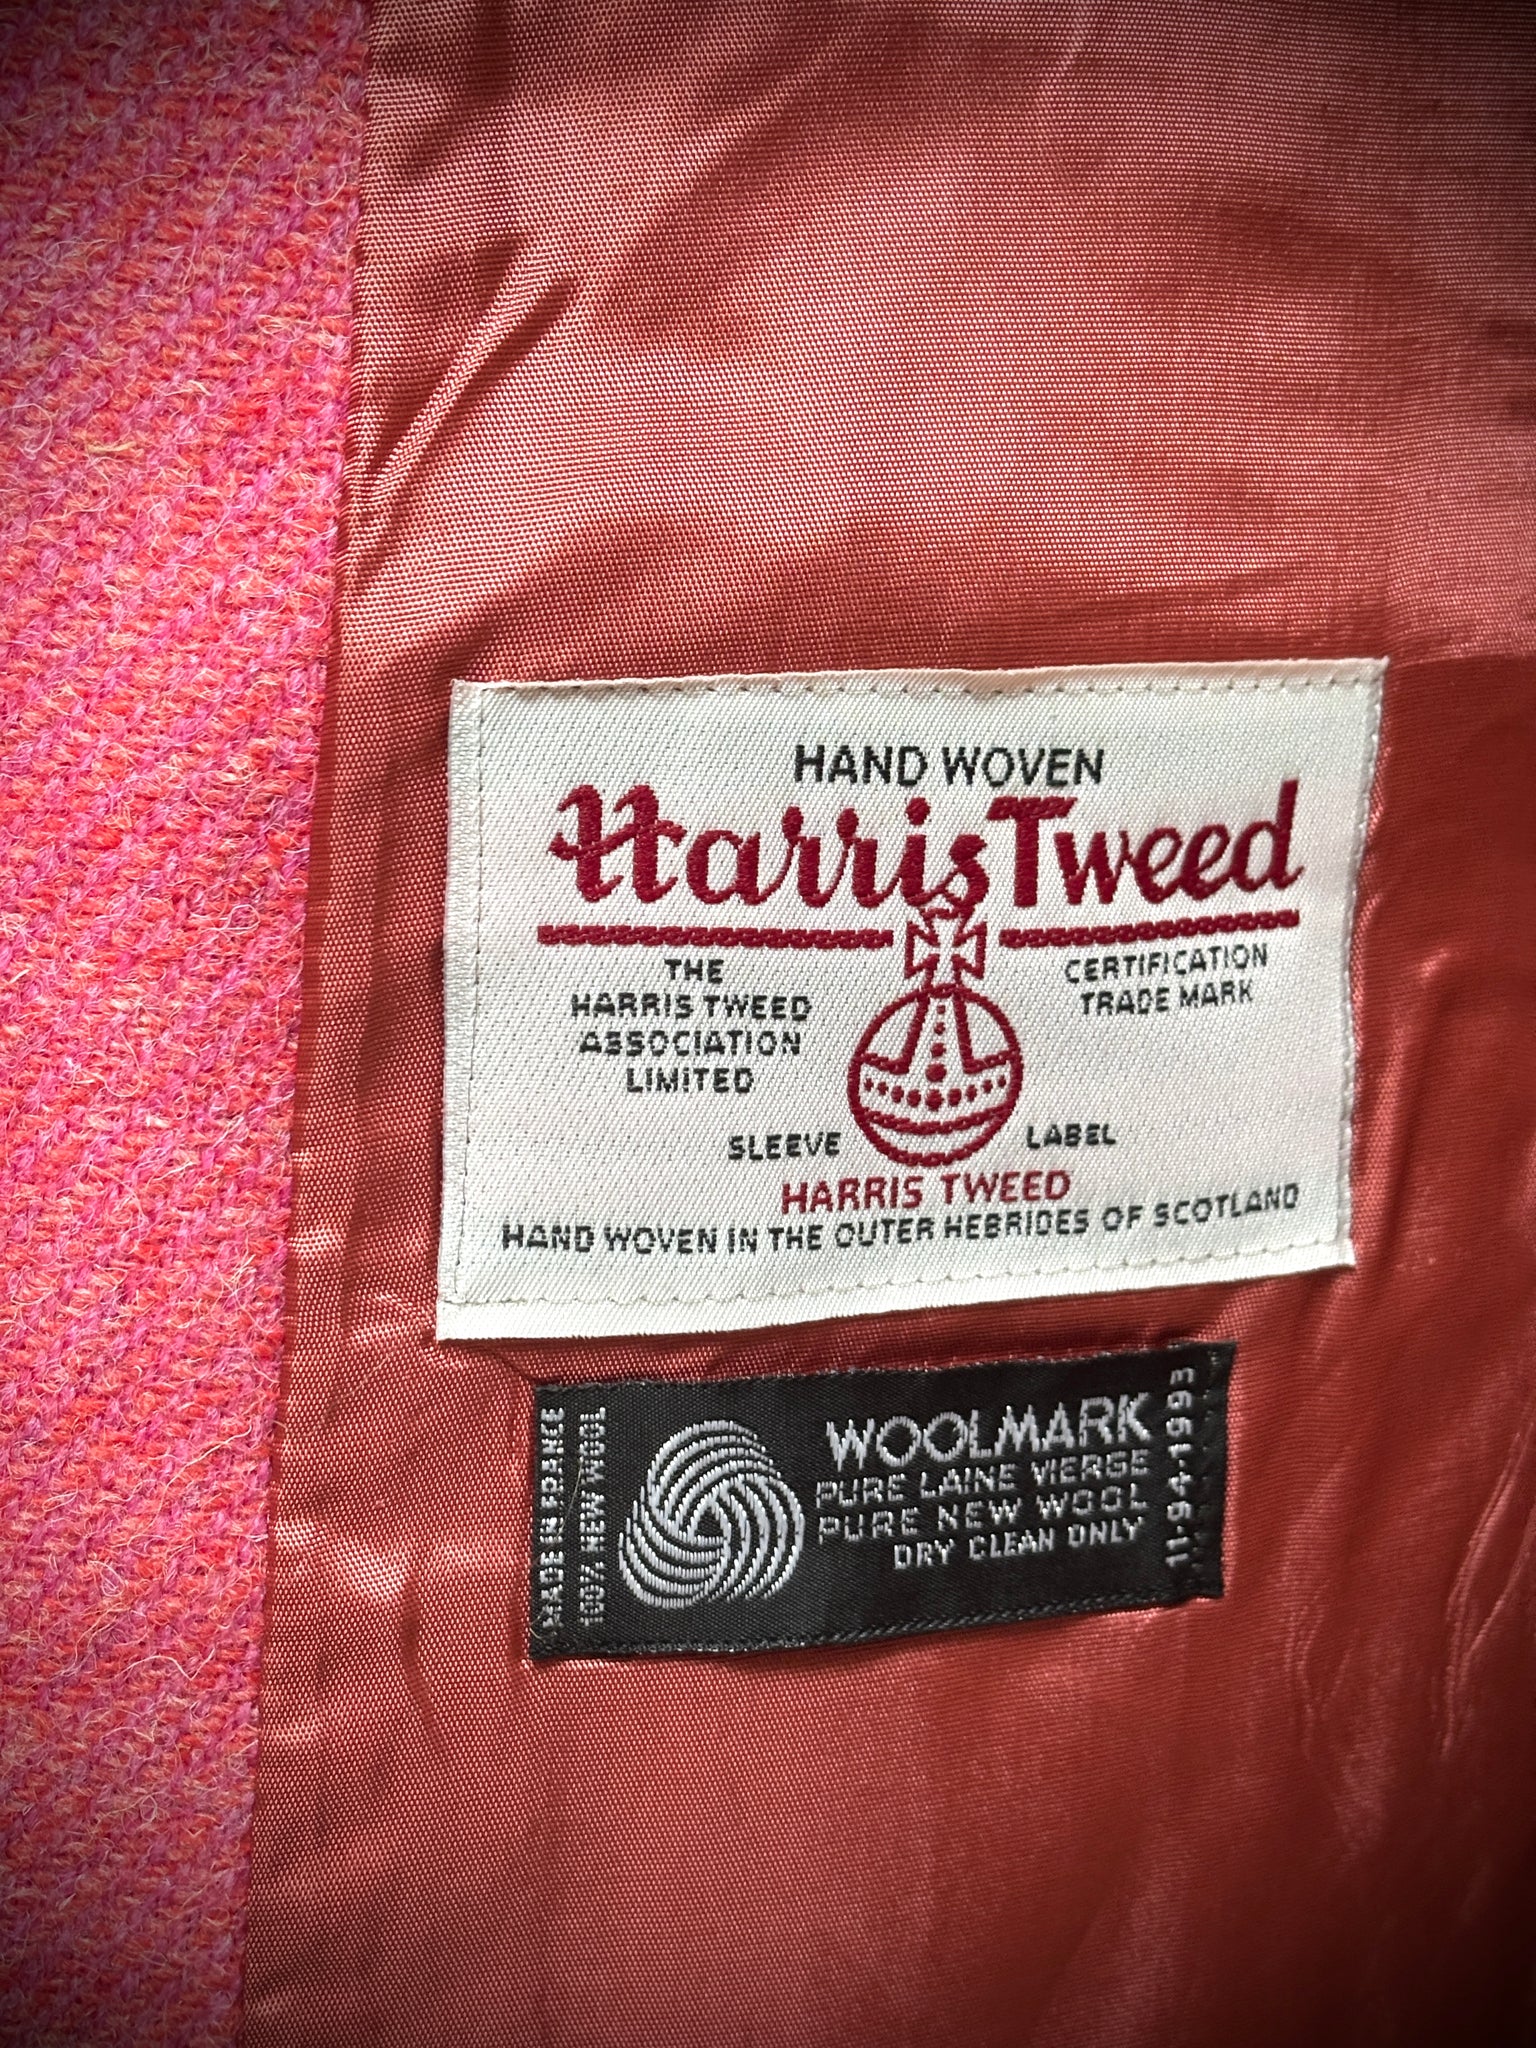 HAND WOVEN
Harris Tweed
THE
HARRIS TWEED
ASSOCIATION
LIMITED
CERTIFICATION
TRADE MARK
SLEEVE LABEL
HARRIS TWEED
HAND WOVEN IN THE OUTER HEBRIDES OF SCOTLAND
MADE IN FRANCE
100% NEW WOOL
WOOLMARK
PURE LAINE VIERGE
PURE NEW WOOL
DRY CLEAN ONLY
11-94-1993